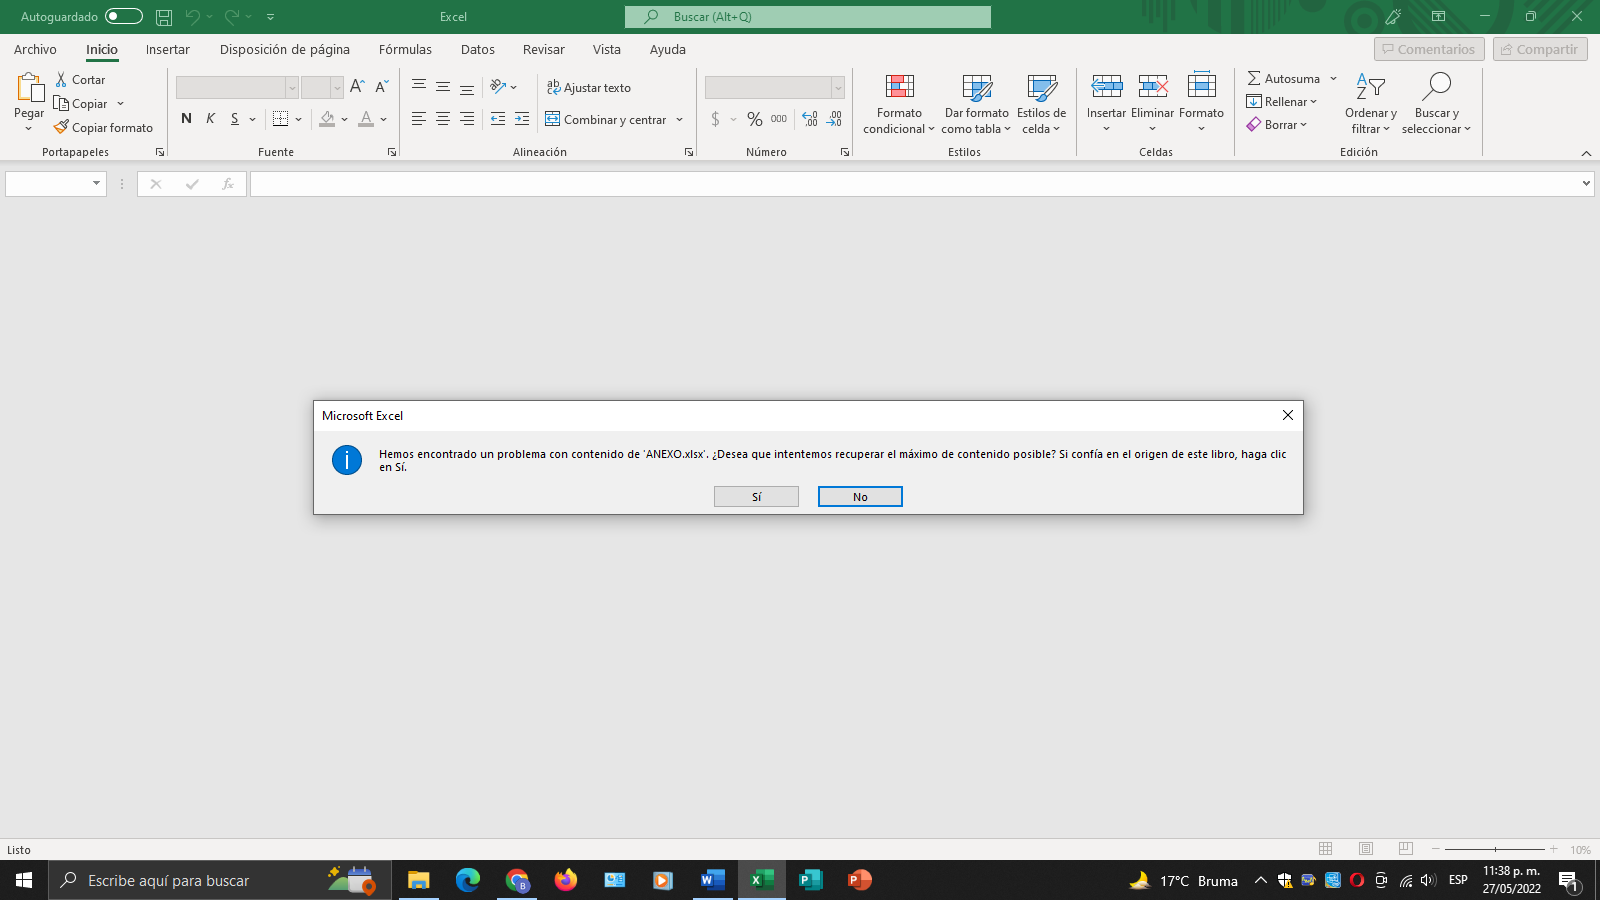 Autoguardado
Excel
Buscar (Alt+Q)
Archivo Inicio Insertar Disposición de página Fórmulas Datos Revisar Vista Ayuda
Comentarios Compartir
Pegar
Cortar
Copiar
Copiar formato
Portapapeles
N K S
A A
A
Fuente
ab
Ajustar texto
Combinar y centrar
Alineación
$ % 000
Número
Formato condicional
Dar formato como tabla
Estilos de celda
Estilos
Insertar Eliminar Formato
Celdas
Autosuma
Rellenar
Borrar
Ordenar y filtrar
Buscar y seleccionar
Edición
fx
Microsoft Excel
Hemos encontrado un problema con contenido de 'ANEXO.xlsx'. ¿Desea que intentemos recuperar el máximo de contenido posible? Si confía en el origen de este libro, haga clic
en Sí.
Sí No
Listo
10%
Escribe aquí para buscar
17°C Bruma
ESP
11:38 p. m.
27/05/2022
1